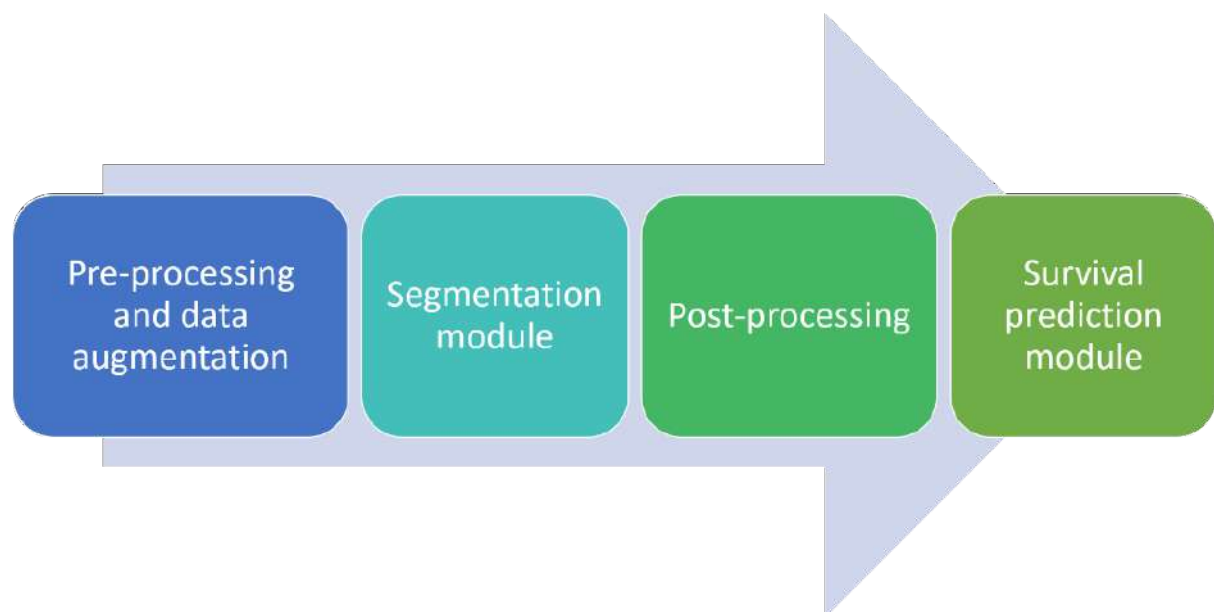 Pre-processing
and data
augmentation
Segmentation
module
Post-processing
Survival
prediction
module